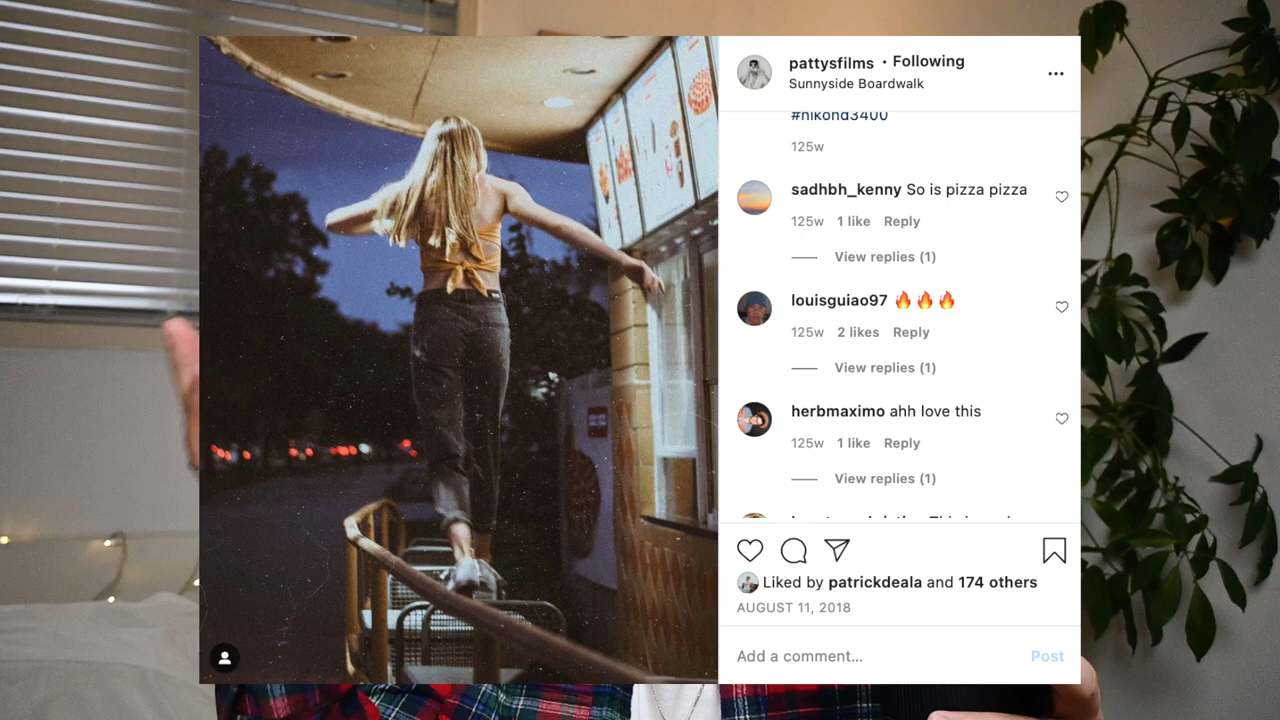 pattysfilms • Following
Sunnyside Boardwalk
#nikond3400
125w
sadhbh_kenny So is pizza pizza
125w 1 like Reply
View replies (1)
louisguiao97 🔥🔥🔥
125w 2 likes Reply
View replies (1)
herbmaximo ahh love this
125w 1 like Reply
View replies (1)
Liked by patrickdeala and 174 others
AUGUST 11, 2018
Add a comment... Post